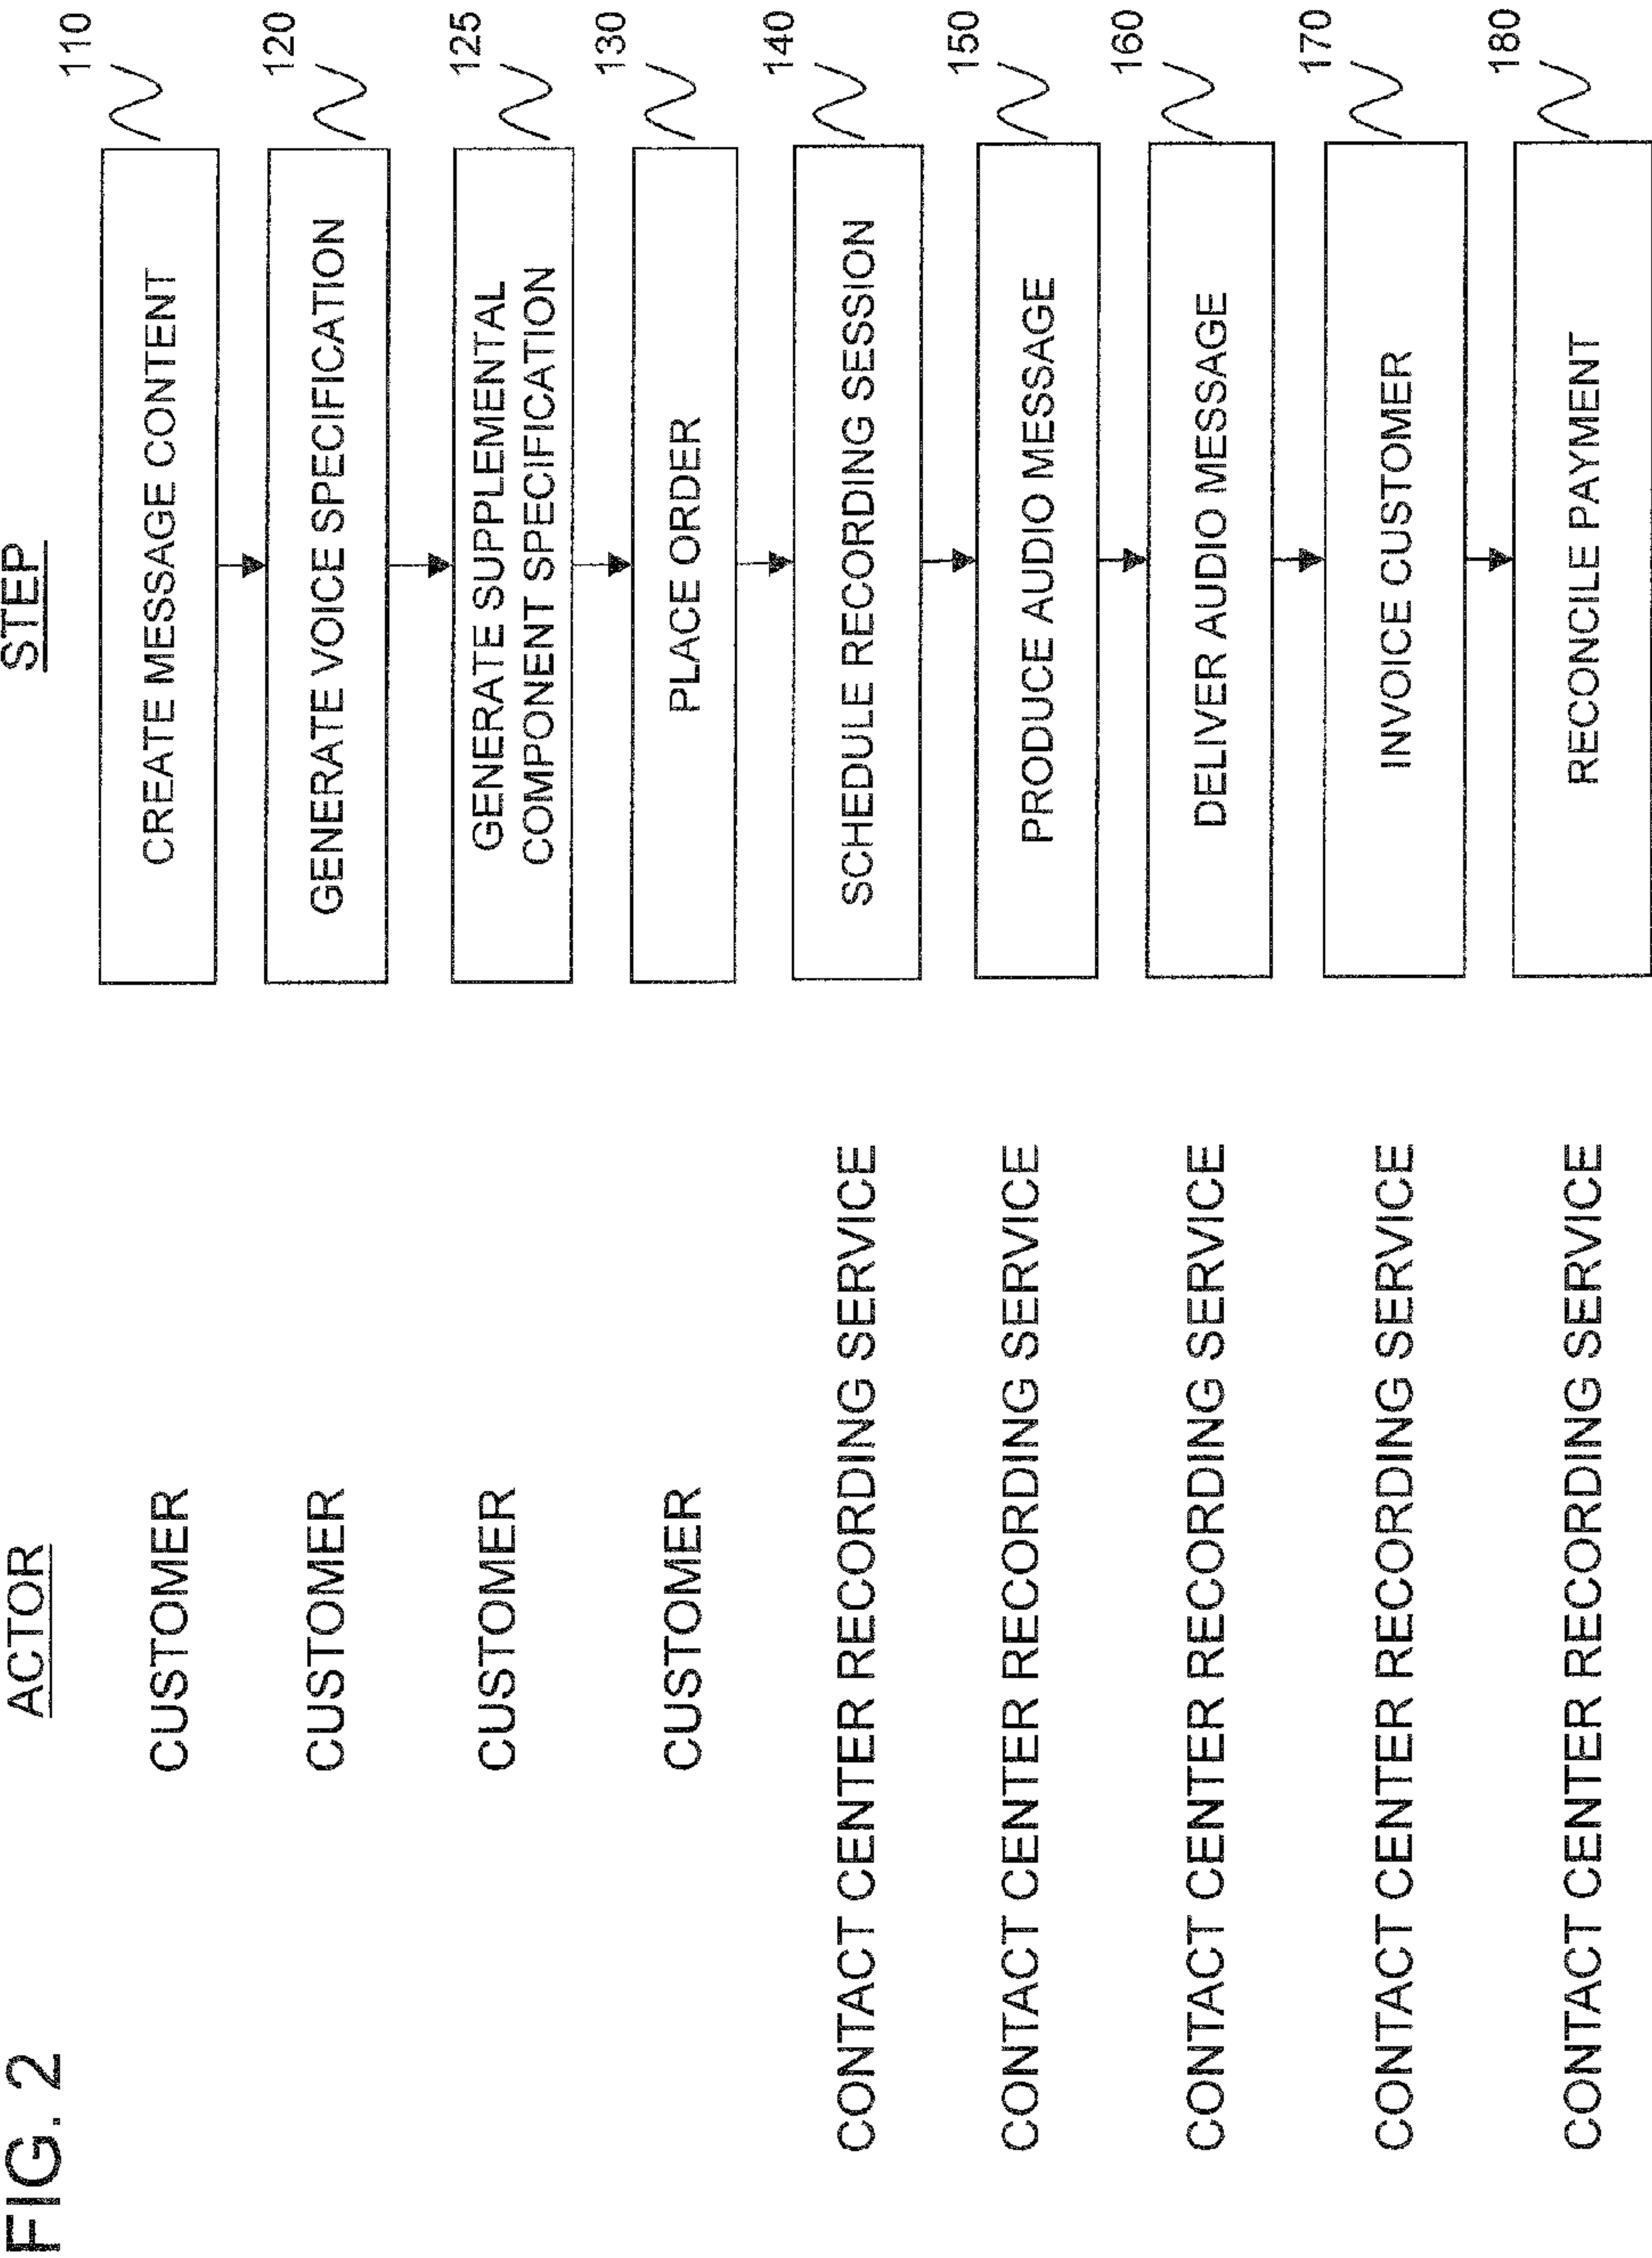 FIG. 2
ACTOR
STEP
CUSTOMER
CREATE MESSAGE CONTENT
110
CUSTOMER
GENERATE VOICE SPECIFICATION
120
CUSTOMER
GENERATE SUPPLEMENTAL
COMPONENT SPECIFICATION
125
CUSTOMER
PLACE ORDER
130
CONTACT CENTER RECORDING SERVICE
SCHEDULE RECORDING SESSION
140
CONTACT CENTER RECORDING SERVICE
PRODUCE AUDIO MESSAGE
150
CONTACT CENTER RECORDING SERVICE
DELIVER AUDIO MESSAGE
160
CONTACT CENTER RECORDING SERVICE
INVOICE CUSTOMER
170
CONTACT CENTER RECORDING SERVICE
RECONCILE PAYMENT
180